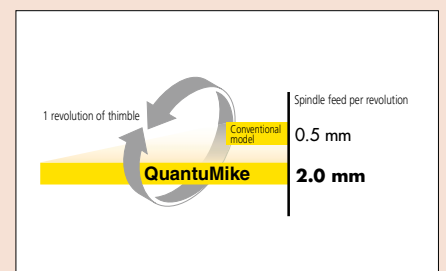 Spindle feed per revolution
1 revolution of thimble
Conventional
model
0.5 mm
QuantuMike
2.0 mm